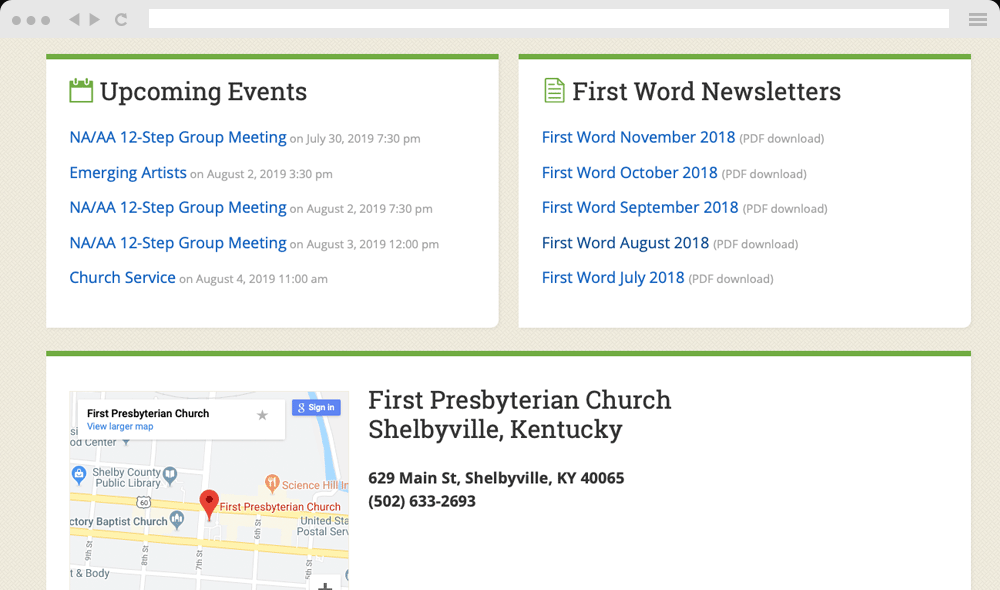 Upcoming Events
NA/AA 12-Step Group Meeting on July 30, 2019 7:30 pm
Emerging Artists on August 2, 2019 3:30 pm
NA/AA 12-Step Group Meeting on August 2, 2019 7:30 pm
NA/AA 12-Step Group Meeting on August 3, 2019 12:00 pm
Church Service on August 4, 2019 11:00 am
First Word Newsletters
First Word November 2018 (PDF download)
First Word October 2018 (PDF download)
First Word September 2018 (PDF download)
First Word August 2018 (PDF download)
First Word July 2018 (PDF download)
First Presbyterian Church
View larger map
Sign in
od Center
Shelby County
Public Library
Science Hill In
60
First Presbyterian Church
ctory Baptist Church
United Sta
Postal Serv
9th St
8th St
7th St
6th St
5th St
t & Body
First Presbyterian Church
Shelbyville, Kentucky
629 Main St, Shelbyville, KY 40065
(502) 633-2693